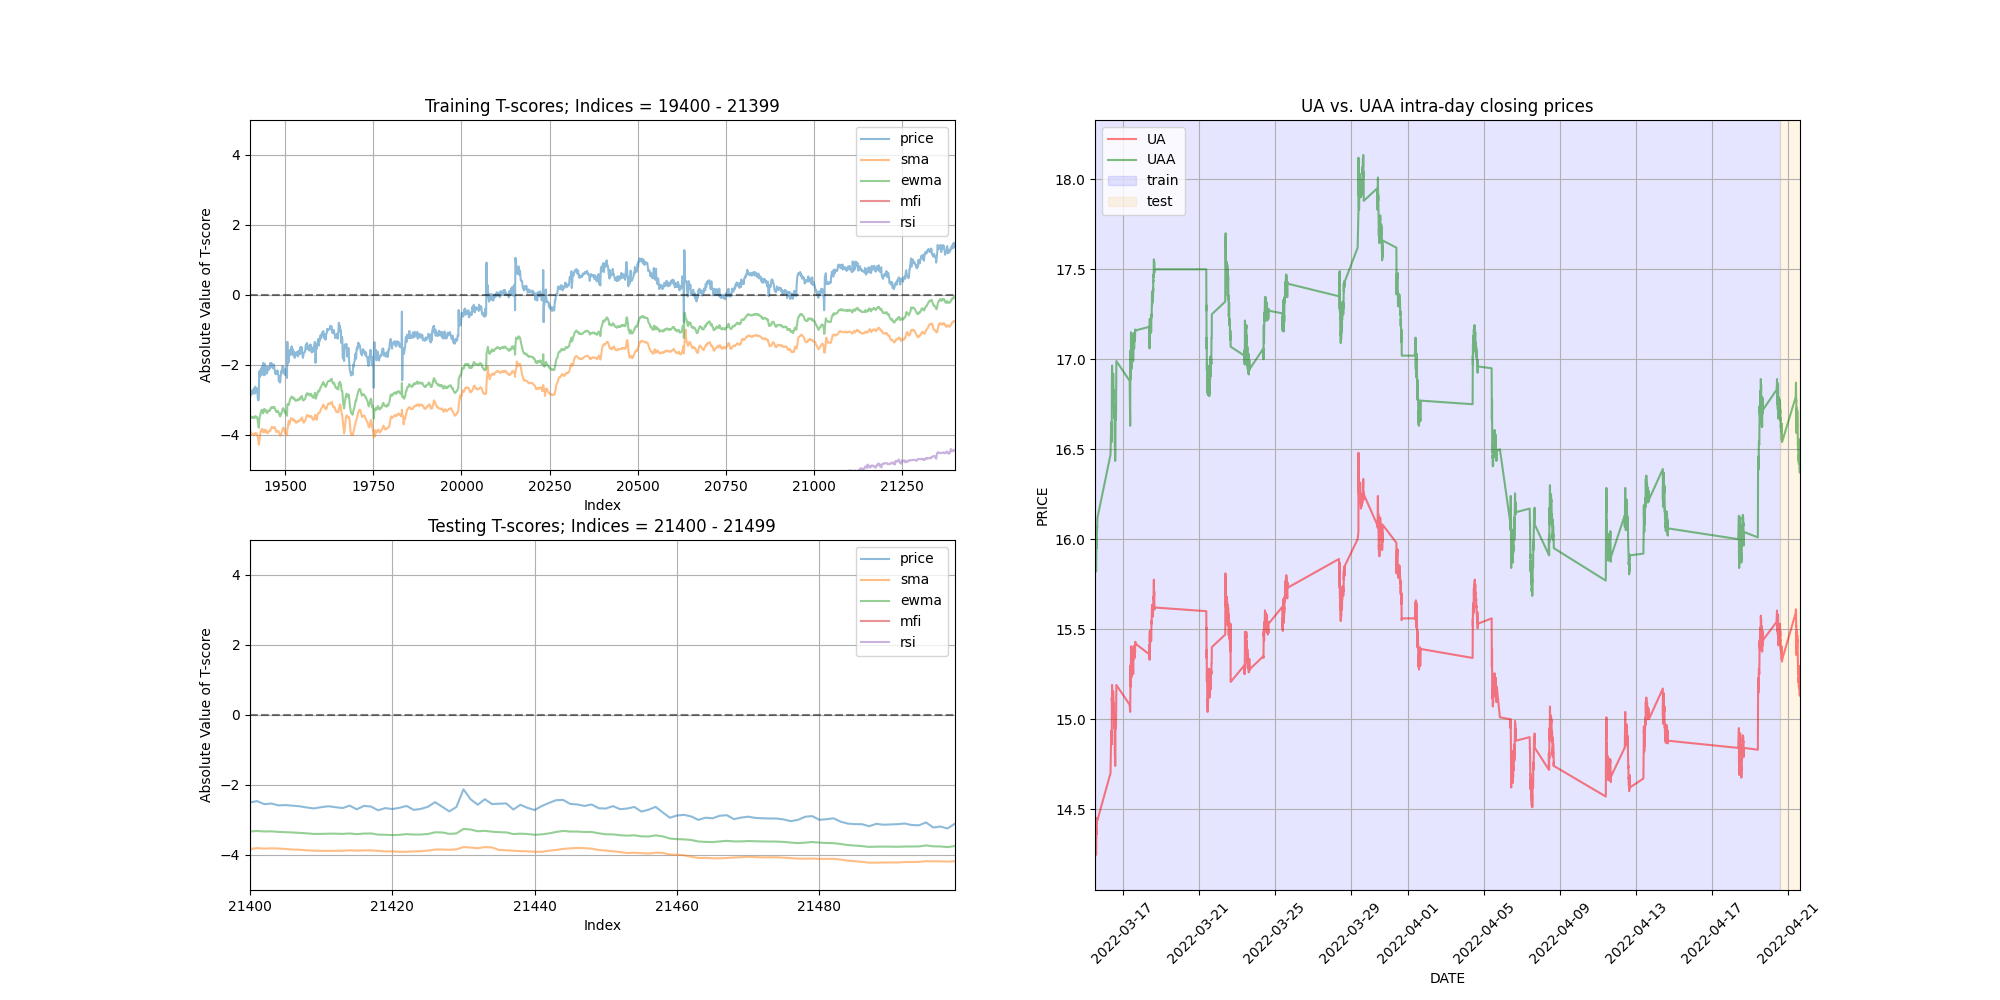 Training T-scores; Indices = 19400 - 21399
Absolute Value of T-score
4
2
0
−2
−4
price
sma
ewma
mfi
rsi
19500 19750 20000 20250 20500 20750 21000 21250
Index
Testing T-scores; Indices = 21400 - 21499
Absolute Value of T-score
4
2
0
−2
−4
price
sma
ewma
mfi
rsi
21400 21420 21440 21460 21480
Index
UA vs. UAA intra-day closing prices
PRICE
18.0
17.5
17.0
16.5
16.0
15.5
15.0
14.5
UA
UAA
train
test
2022-03-17 2022-03-21 2022-03-25 2022-03-29 2022-04-01 2022-04-05 2022-04-09 2022-04-13 2022-04-17 2022-04-21
DATE